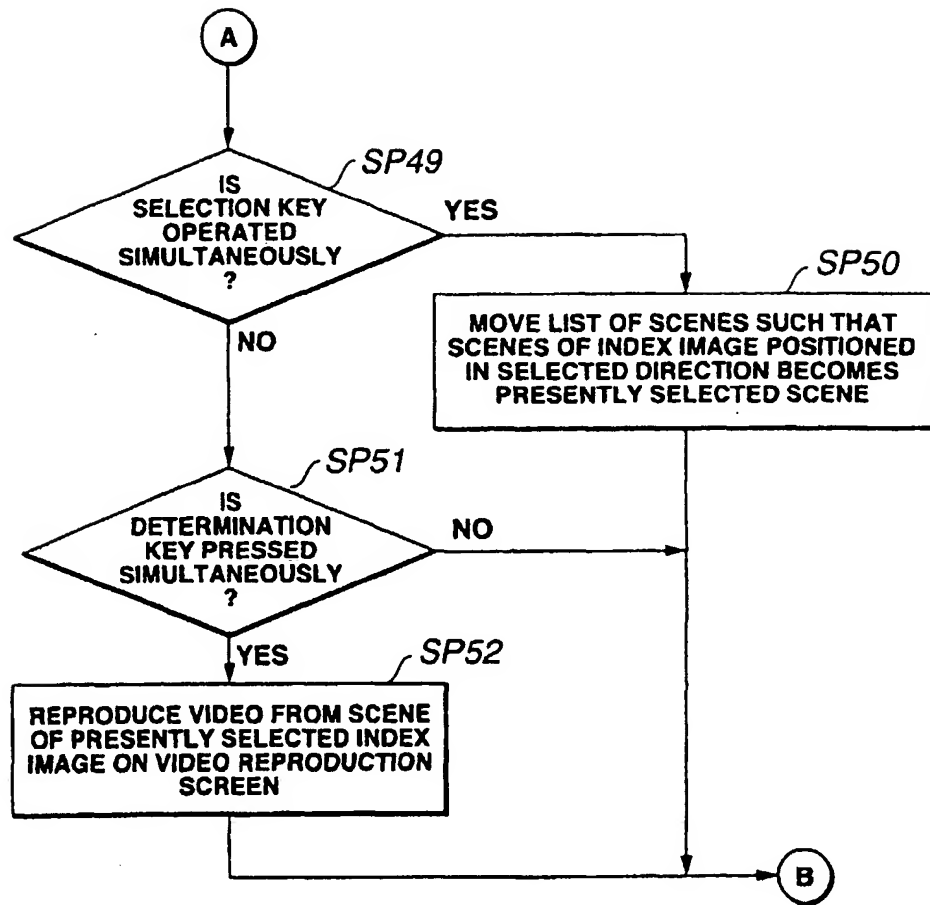 A
SP49
IS
SELECTION KEY
OPERATED
SIMULTANEOUSLY
?
YES
NO
SP50
MOVE LIST OF SCENES SUCH THAT
SCENES OF INDEX IMAGE POSITIONED
IN SELECTED DIRECTION BECOMES
PRESENTLY SELECTED SCENE
SP51
IS
DETERMINATION
KEY PRESSED
SIMULTANEOUSLY
?
NO
YES
SP52
REPRODUCE VIDEO FROM SCENE
OF PRESENTLY SELECTED INDEX
IMAGE ON VIDEO REPRODUCTION
SCREEN
B